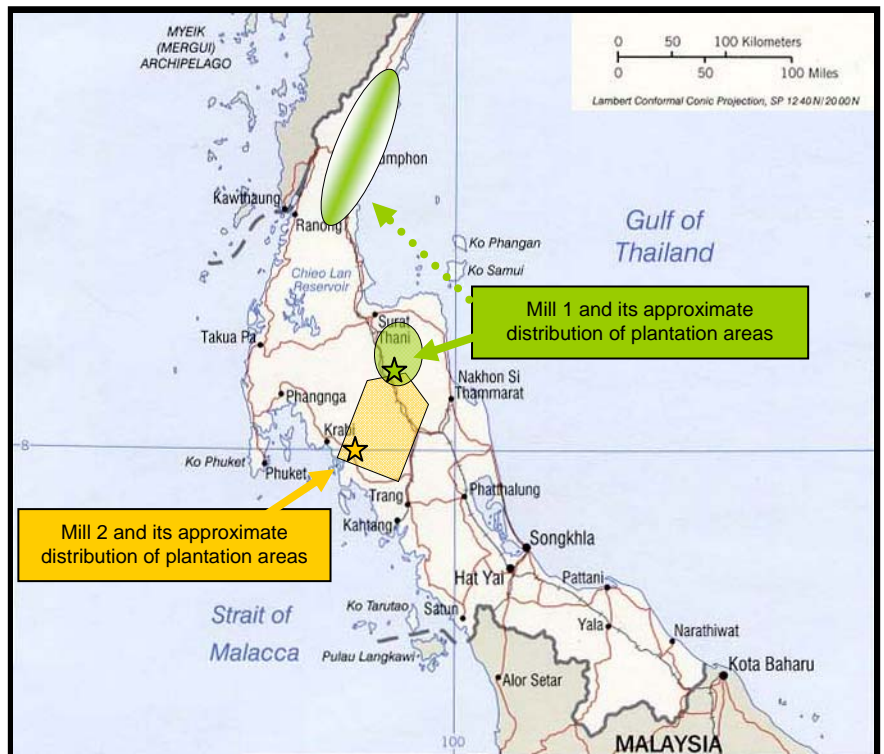 MYEIK
(MERGUI)
ARCHIPELAGO
0 50 100 Kilometers
0 50 100 Miles
Lambert Conformal Conic Projection, SP 12 40 N/ 20 00 N
umphon
Kawthaung
Ranong
Gulf of
Thailand
Ko Phangan
Ko Samui
Chieo Lan
Reservoir
Mill 1 and its approximate
distribution of plantation areas
Surat
Thani
Takua Pa
Nakhon Si
Thammarat
Phangnga
Krabi
8
Ko Phuket
Phuket
Trang
Phatthalung
Mill 2 and its approximate
distribution of plantation areas
Kahtang
Songkhla
Hat Yai
Pattani
Strait of
Malacca
Ko Tarutao
Satun
Yala
Narathiwat
Pulau Langkawi
Kota Baharu
Alor Setar
100
MALAYSIA